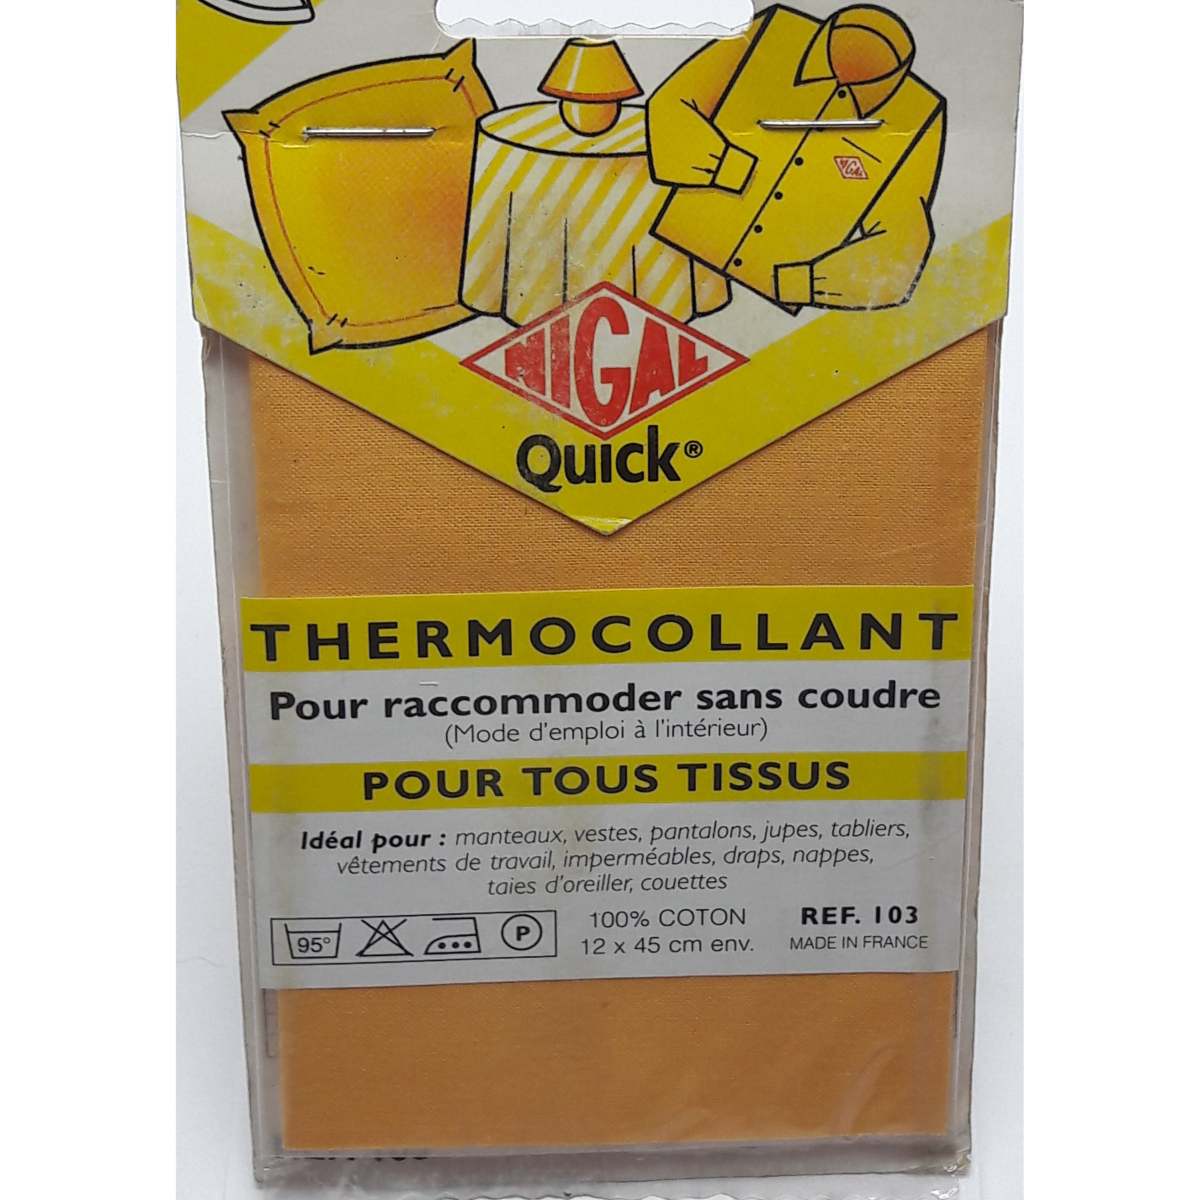 NIGAL
NIGAL
Quick®
THERMOCOLLANT
Pour raccommoder sans coudre
(Mode d'emploi à l'intérieur)
POUR TOUS TISSUS
Idéal pour : manteaux, vestes, pantalons, jupes, tabliers,
vêtements de travail, imperméables, draps, nappes,
taies d'oreiller, couettes
95° P
100% COTON
12 x 45 cm env.
REF. 103
MADE IN FRANCE